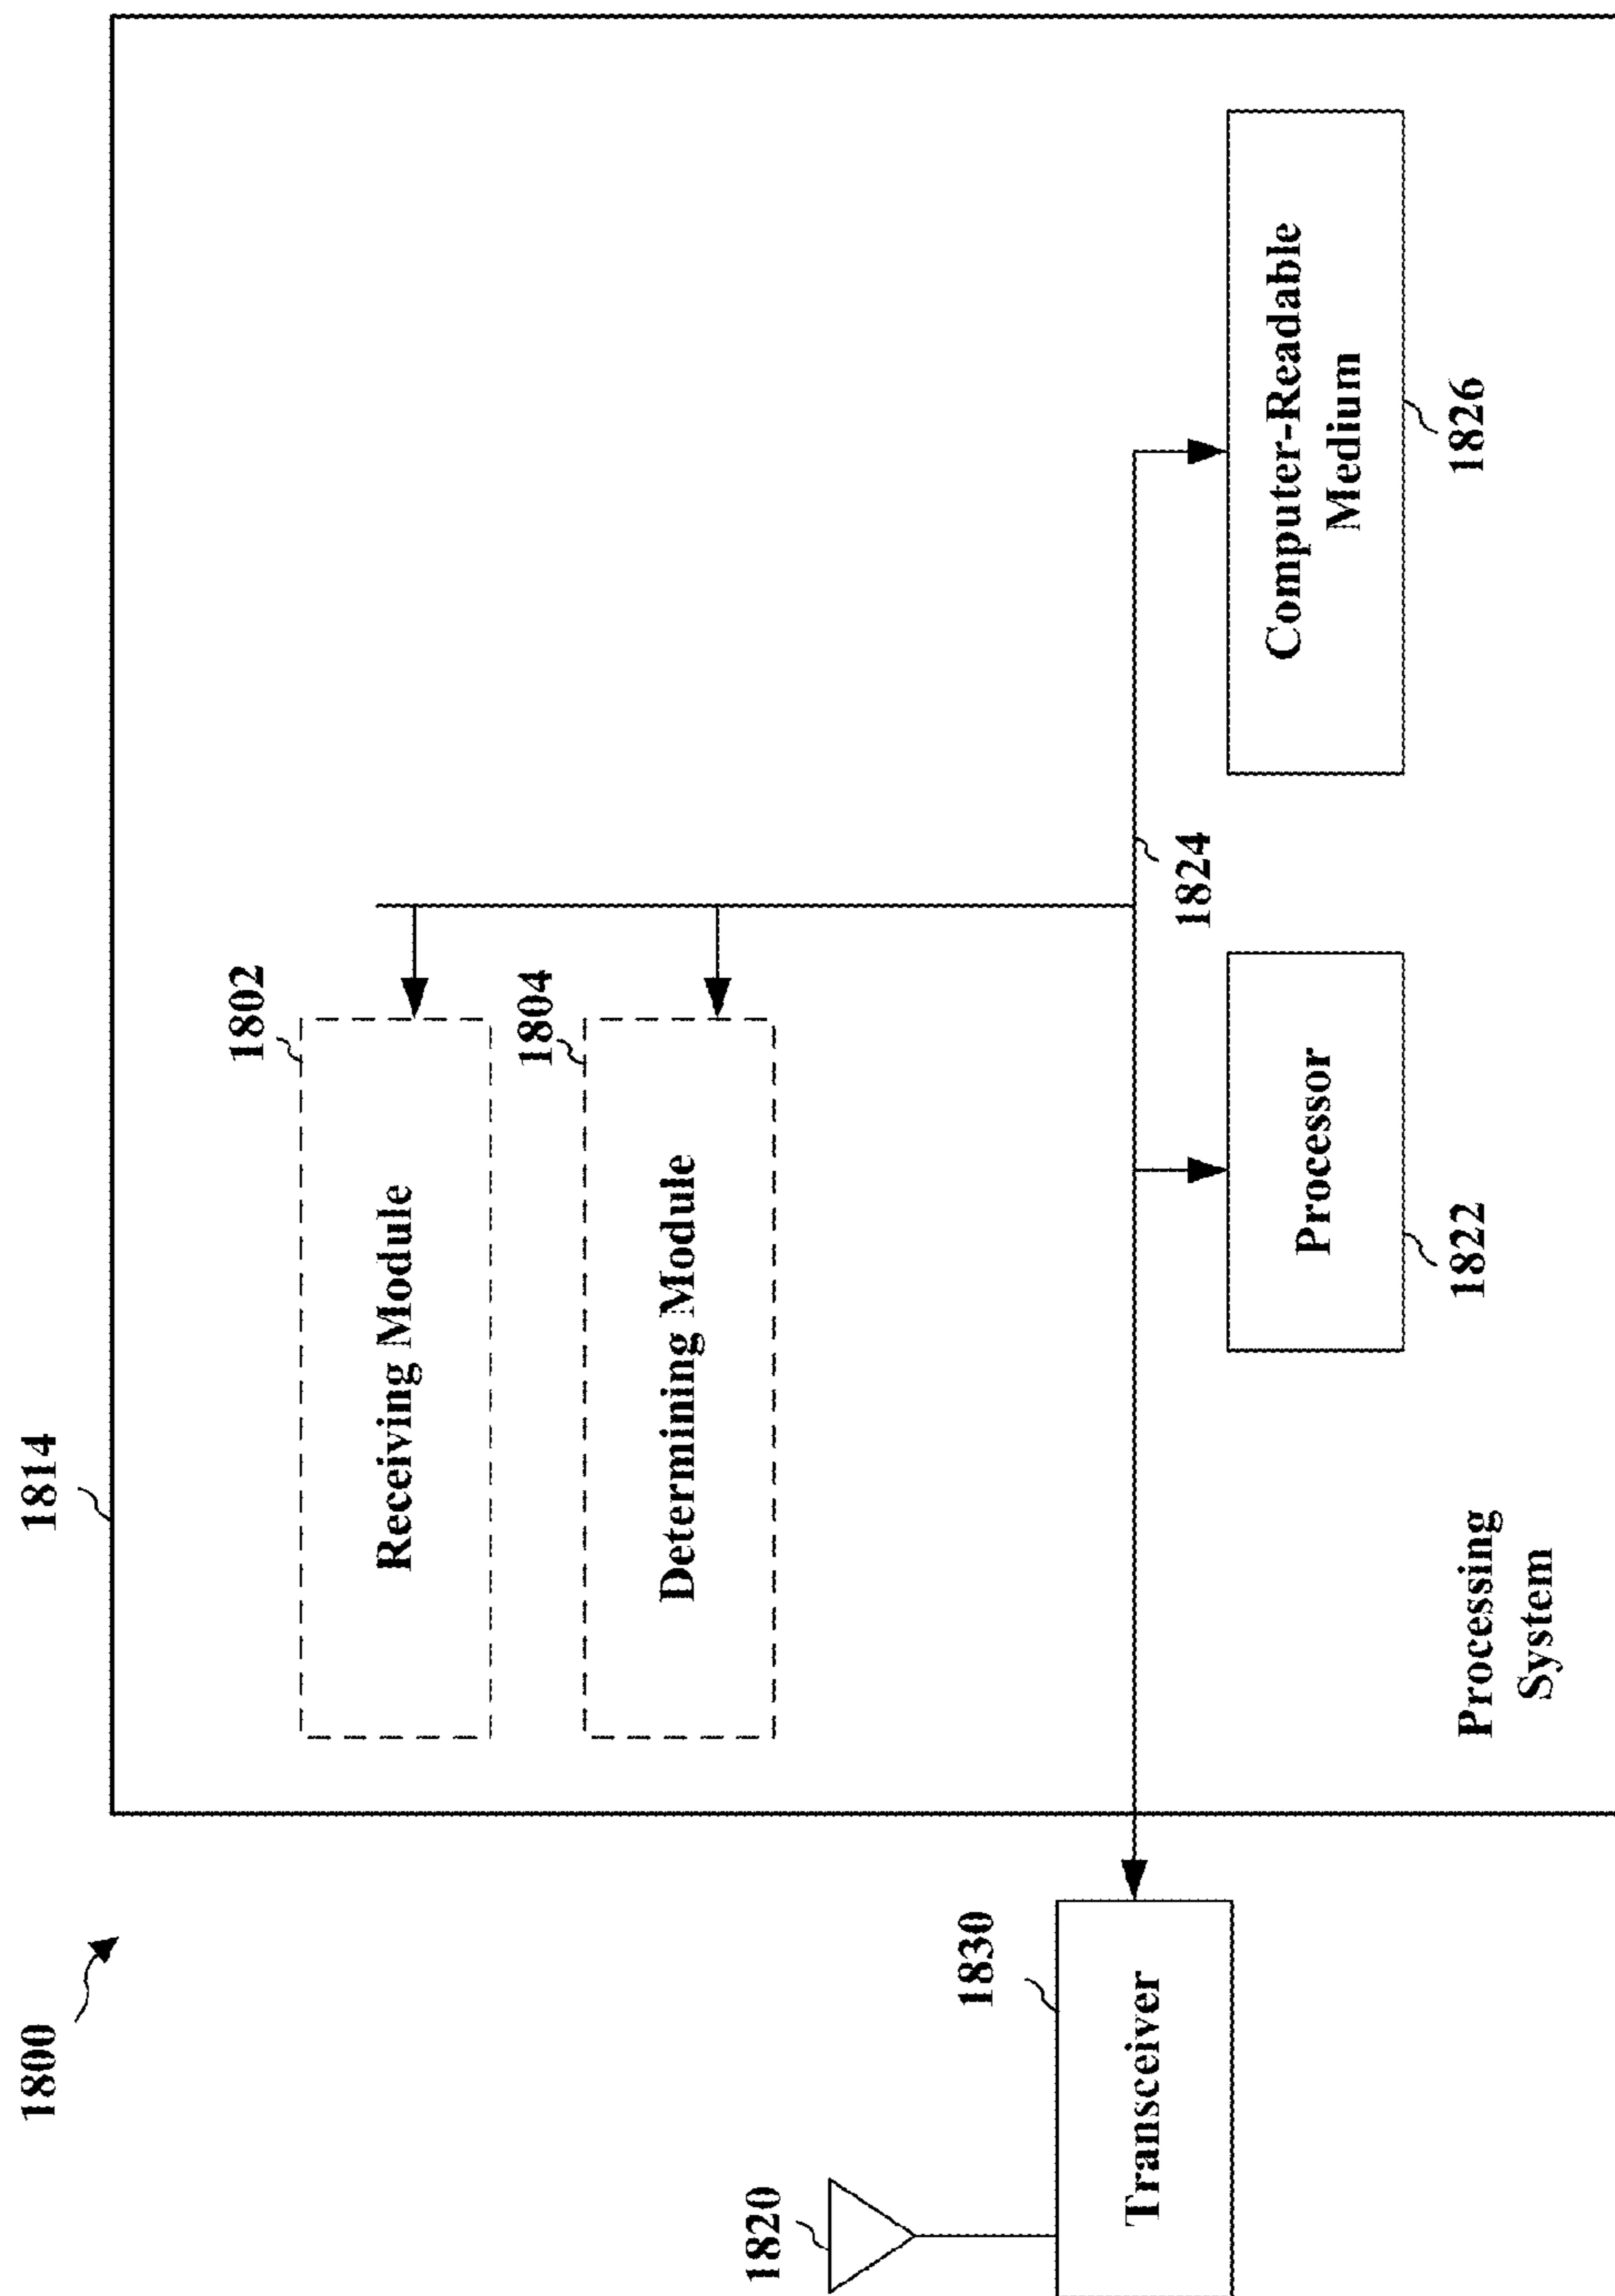 1800
1814
1802
Receiving Module
1804
Determining Module
1820
1830
Transceiver
1824
Processor
1822
Computer-Readable
Medium
1826
Processing
System